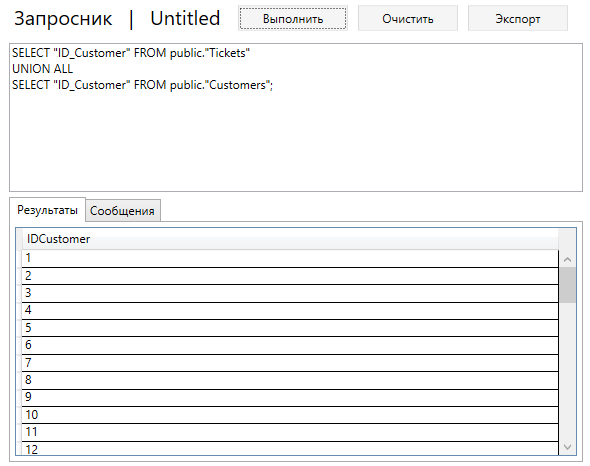 Запросник | Untitled Выполнить Очистить Экспорт
SELECT "ID_Customer" FROM public."Tickets"
UNION ALL
SELECT "ID_Customer" FROM public."Customers";
Результаты Сообщения
IDCustomer
1
2
3
4
5
6
7
8
9
10
11
12